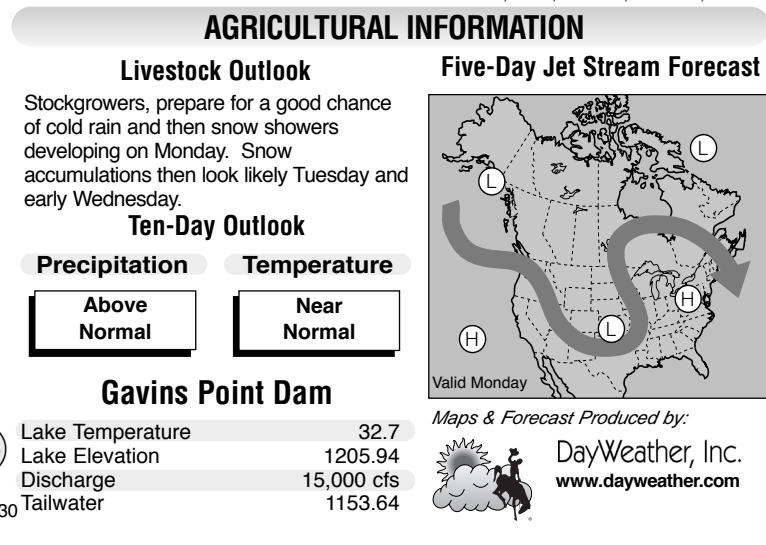 AGRICULTURAL INFORMATION
Livestock Outlook
Stockgrowers, prepare for a good chance
of cold rain and then snow showers
developing on Monday. Snow
accumulations then look likely Tuesday and
early Wednesday.
Ten-Day Outlook
Precipitation Temperature
Above
Normal
Near
Normal
Gavins Point Dam
Lake Temperature 32.7
Lake Elevation 1205.94
Discharge 15,000 cfs
30 Tailwater 1153.64
Five-Day Jet Stream Forecast
L
L
H
L
H
Valid Monday
Maps & Forecast Produced by:
DayWeather, Inc.
www.dayweather.com